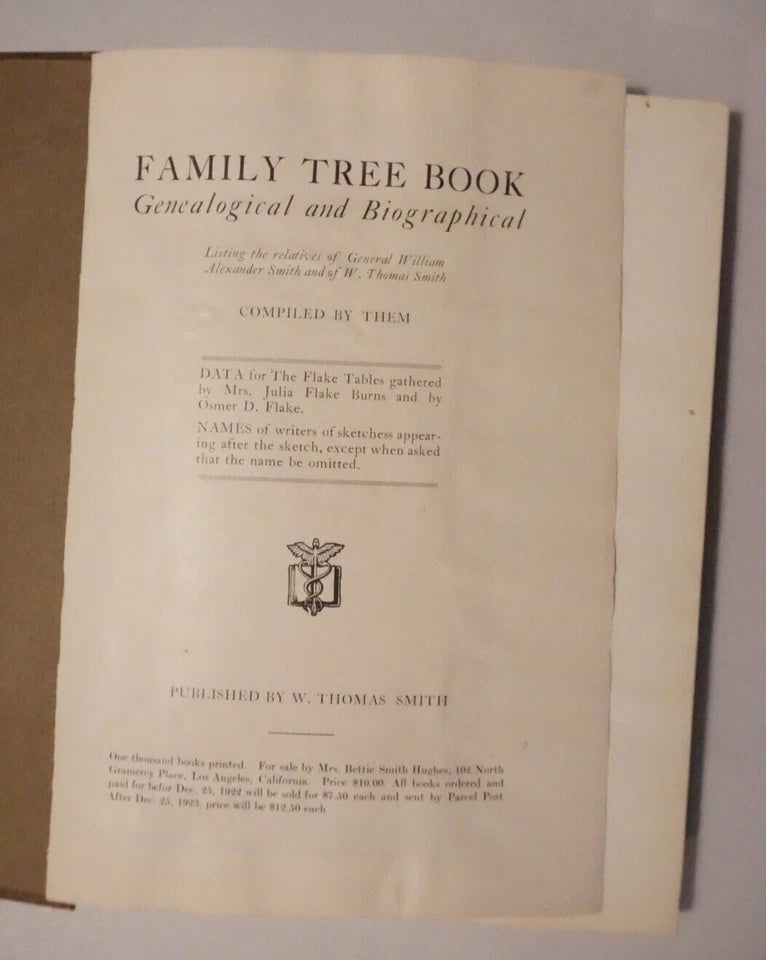 FAMILY TREE BOOK
Genealogical and Biographical
Listing the relatives of General William
Alexander Smith and of W. Thomas Smith
COMPILED BY THEM
DATA for The Flake Tables gathered
by Mrs. Julia Flake Burns and by
Osmer D. Flake.
NAMES of writers of sketchess appear-
ing after the sketch, except when asked
that the name be omitted.
PUBLISHED BY W. THOMAS SMITH
One thousand books printed. For sale by Mrs. Bettie Smith Hughes, 102 North
Gramercy Place, Los Angeles, California. Price $10.00. All books ordered and
paid for befor Dec. 25, 1922 will be sold for $7.50 each and sent by Parcel Post
After Dec. 25, 1923, price will be $12.50 each